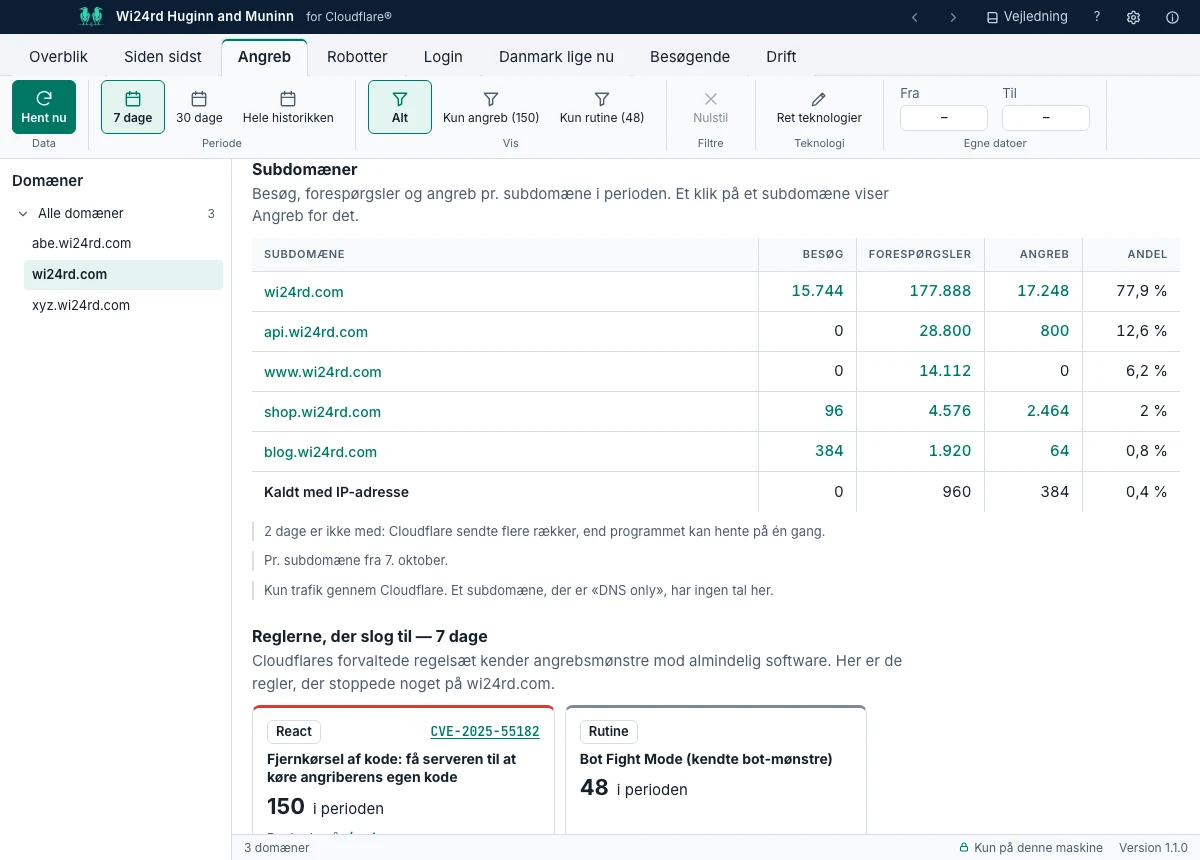 Wi24rd Huginn and Muninn for Cloudflare®
Vejledning ?
Overblik Siden sidst Angreb Robotter Login Danmark lige nu Besøgende Drift
Hent nu
Data
7 dage 30 dage Hele historikken
Periode
Alt Kun angreb (150) Kun rutine (48)
Vis
Nulstil
Filtre
Ret teknologier
Teknologi
Fra Til
– –
Egne datoer
Domæner
Alle domæner 3
abe.wi24rd.com
wi24rd.com
xyz.wi24rd.com
Subdomæner
Besøg, forespørgsler og angreb pr. subdomæne i perioden. Et klik på et subdomæne viser
Angreb for det.
SUBDOMÆNE BESØG FORESPØRGSLER ANGREB ANDEL
wi24rd.com 15.744 177.888 17.248 77,9 %
api.wi24rd.com 0 28.800 800 12,6 %
www.wi24rd.com 0 14.112 0 6,2 %
shop.wi24rd.com 96 4.576 2.464 2 %
blog.wi24rd.com 384 1.920 64 0,8 %
Kaldt med IP-adresse 0 960 384 0,4 %
2 dage er ikke med: Cloudflare sendte flere rækker, end programmet kan hente på én gang.
Pr. subdomæne fra 7. oktober.
Kun trafik gennem Cloudflare. Et subdomæne, der er «DNS only», har ingen tal her.
Reglerne, der slog til — 7 dage
Cloudflares forvaltede regelsæt kender angrebsmønstre mod almindelig software. Her er de
regler, der stoppede noget på wi24rd.com.
React CVE-2025-55182
Fjernkørsel af kode: få serveren til at
køre angriberens egen kode
150 i perioden
Rutine
Bot Fight Mode (kendte bot-mønstre)
48 i perioden
3 domæner
Kun på denne maskine Version 1.1.0